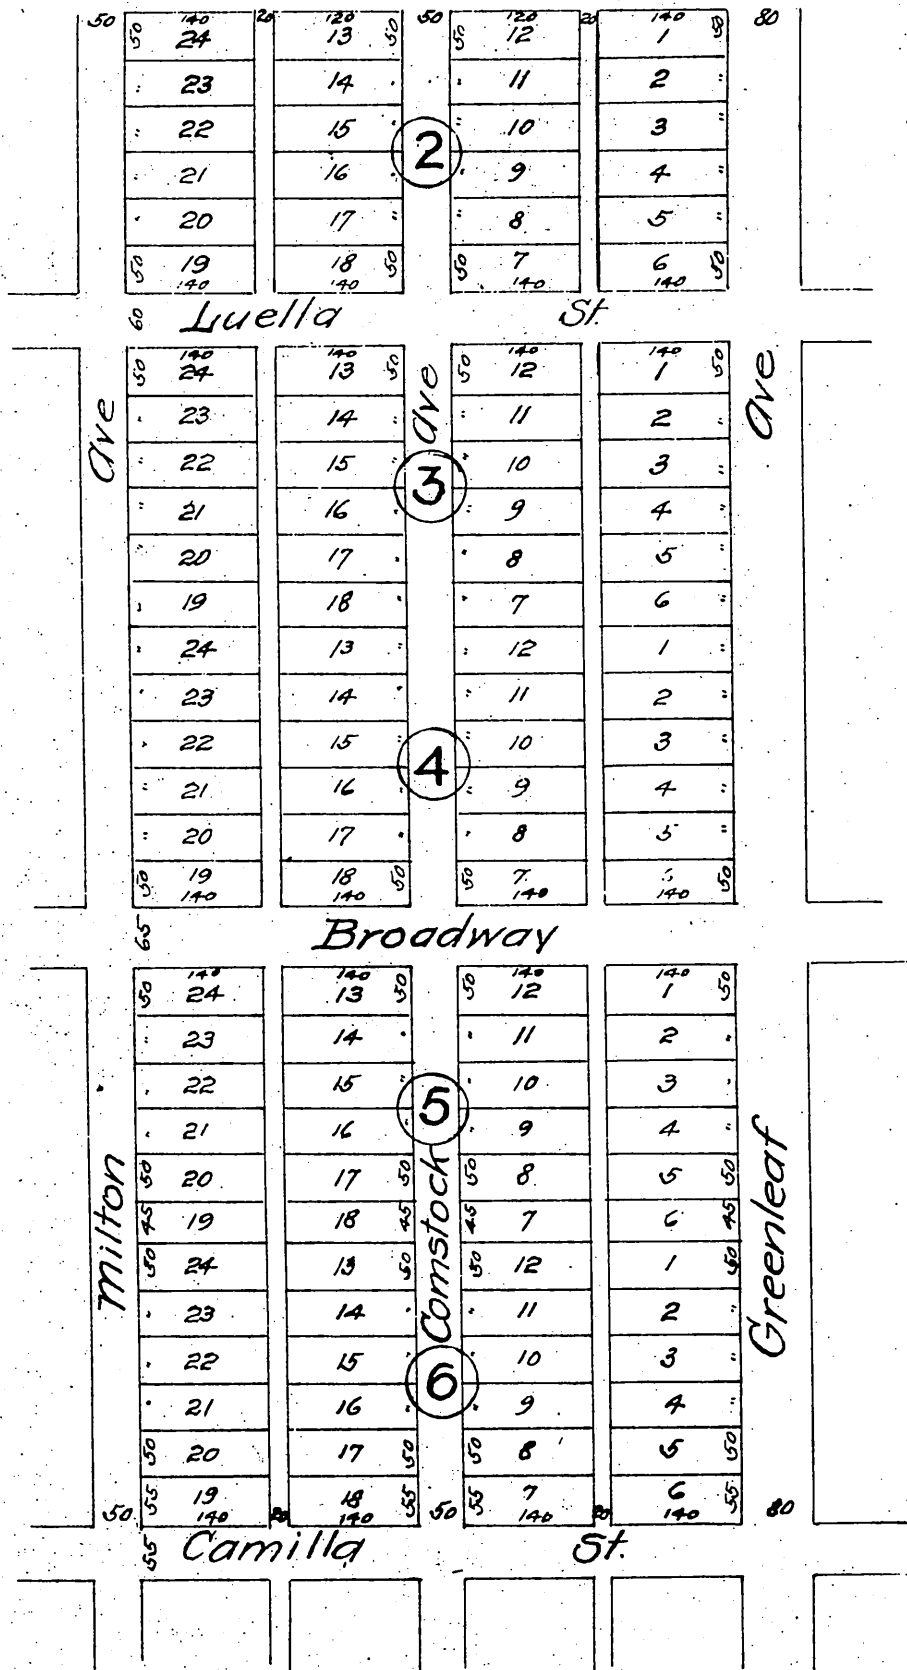 50 140 20 120 50 120 20 140 80
50 24 13 50 50 12 1 50
" 23 14 " " 11 2 "
" 22 15 " " 10 3 "
2
" 21 16 " " 9 4 "
" 20 17 " " 8 5 "
50 19 18 50 50 7 6 50
140 140 140 140
60 Luella St.
140 140 140 140
50 24 13 50 50 12 1 50
Ave Ave Ave
" 23 14 " " 11 2 "
" 22 15 " " 10 3 "
3
" 21 16 " " 9 4 "
" 20 17 " " 8 5 "
" 19 18 " " 7 6 "
" 24 13 " " 12 1 "
" 23 14 " " 11 2 "
" 22 15 " " 10 3 "
4
" 21 16 " " 9 4 "
" 20 17 " " 8 5 "
50 19 18 50 50 7 50
140 140 140 140
65 Broadway
140 140 140 140
50 24 13 50 50 12 1 50
" 23 14 " " 11 2 "
" 22 15 " " 10 3 "
5
" 21 16 " " 9 4 "
50 20 17 50 50 8 5 50
45 19 18 45 45 7 6 45
Milton Comstock Greenleaf
50 24 13 50 50 12 1 50
" 23 14 " " 11 2 "
" 22 15 " " 10 3 "
6
" 21 16 " " 9 4 "
50 20 17 50 50 8 5 50
55 19 18 55 55 7 6 55
50 140 20 140 50 140 20 140 80
55 Camilla St.